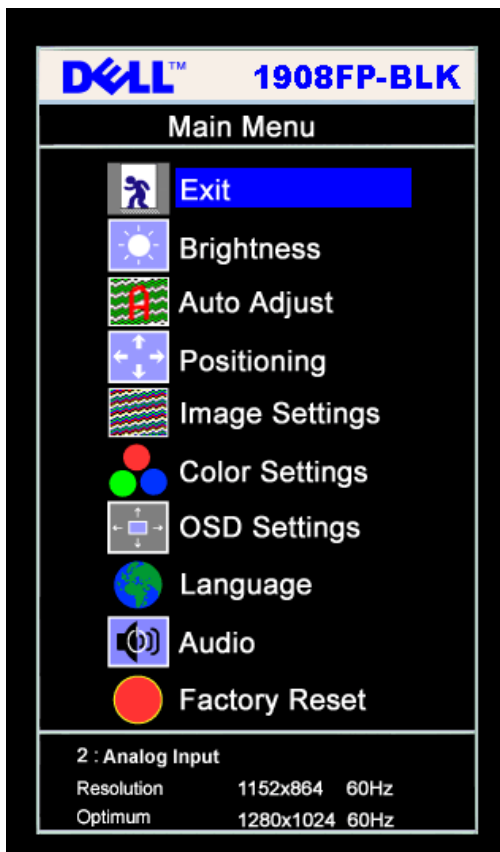 DELL™ 1908FP-BLK
Main Menu
Exit
Brightness
Auto Adjust
Positioning
Image Settings
Color Settings
OSD Settings
Language
Audio
Factory Reset
2 : Analog Input
Resolution 1152x864 60Hz
Optimum 1280x1024 60Hz